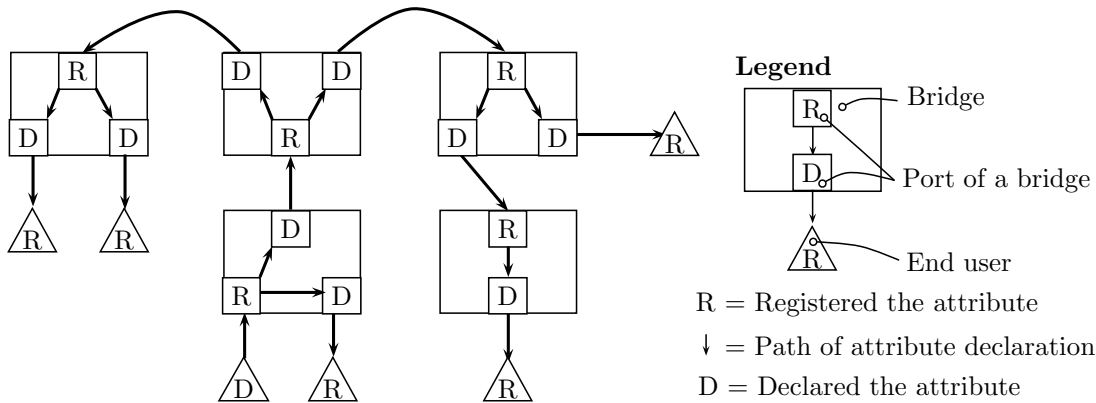 R
D
D
R
Legend
D
D
R
D
D
R
R
Bridge
R
D
D
R
D
Port of a bridge
R
R
D
R
R
End user
R
D
D
R = Registered the attribute
↓ = Path of attribute declaration
D
R
R
D = Declared the attribute